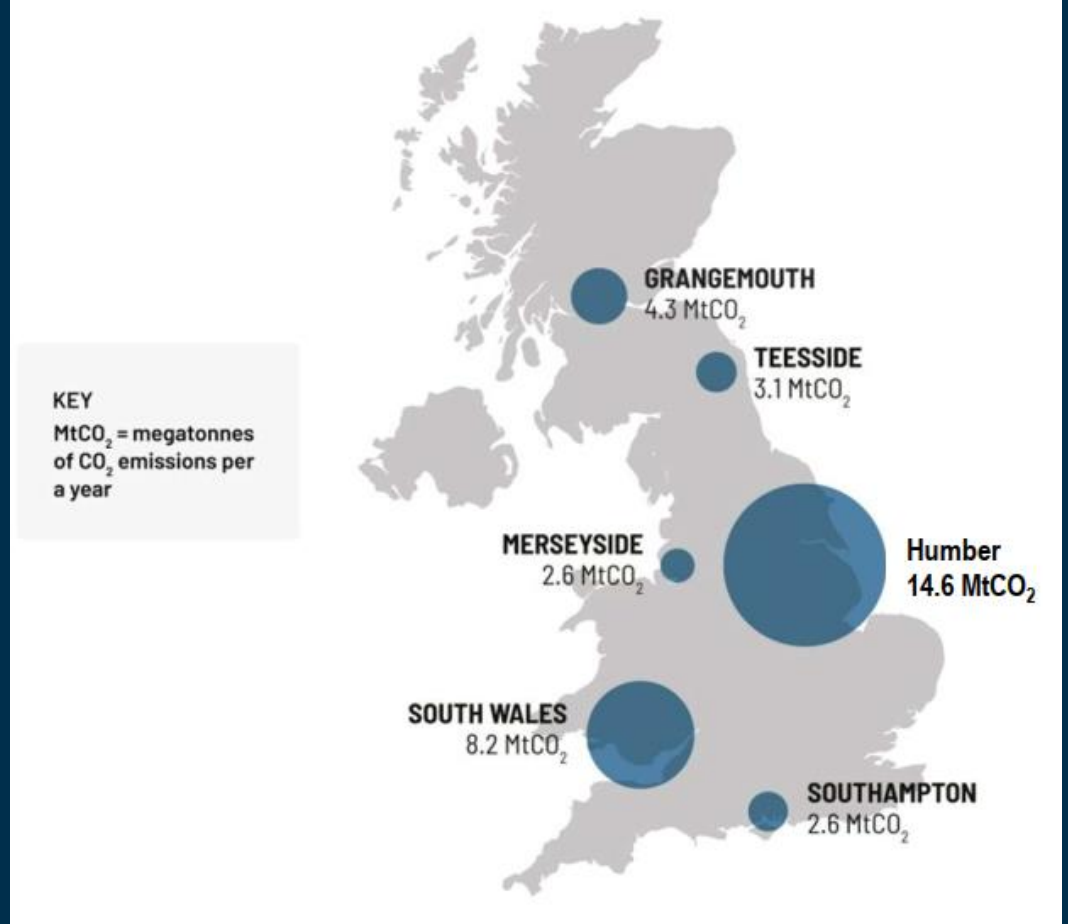 GRANGEMOUTH
4.3 MtCO₂
TEESSIDE
3.1 MtCO₂
KEY
MtCO₂ = megatonnes
of CO₂ emissions per
a year
MERSEYSIDE
2.6 MtCO₂
Humber
14.6 MtCO₂
SOUTH WALES
8.2 MtCO₂
SOUTHAMPTON
2.6 MtCO₂